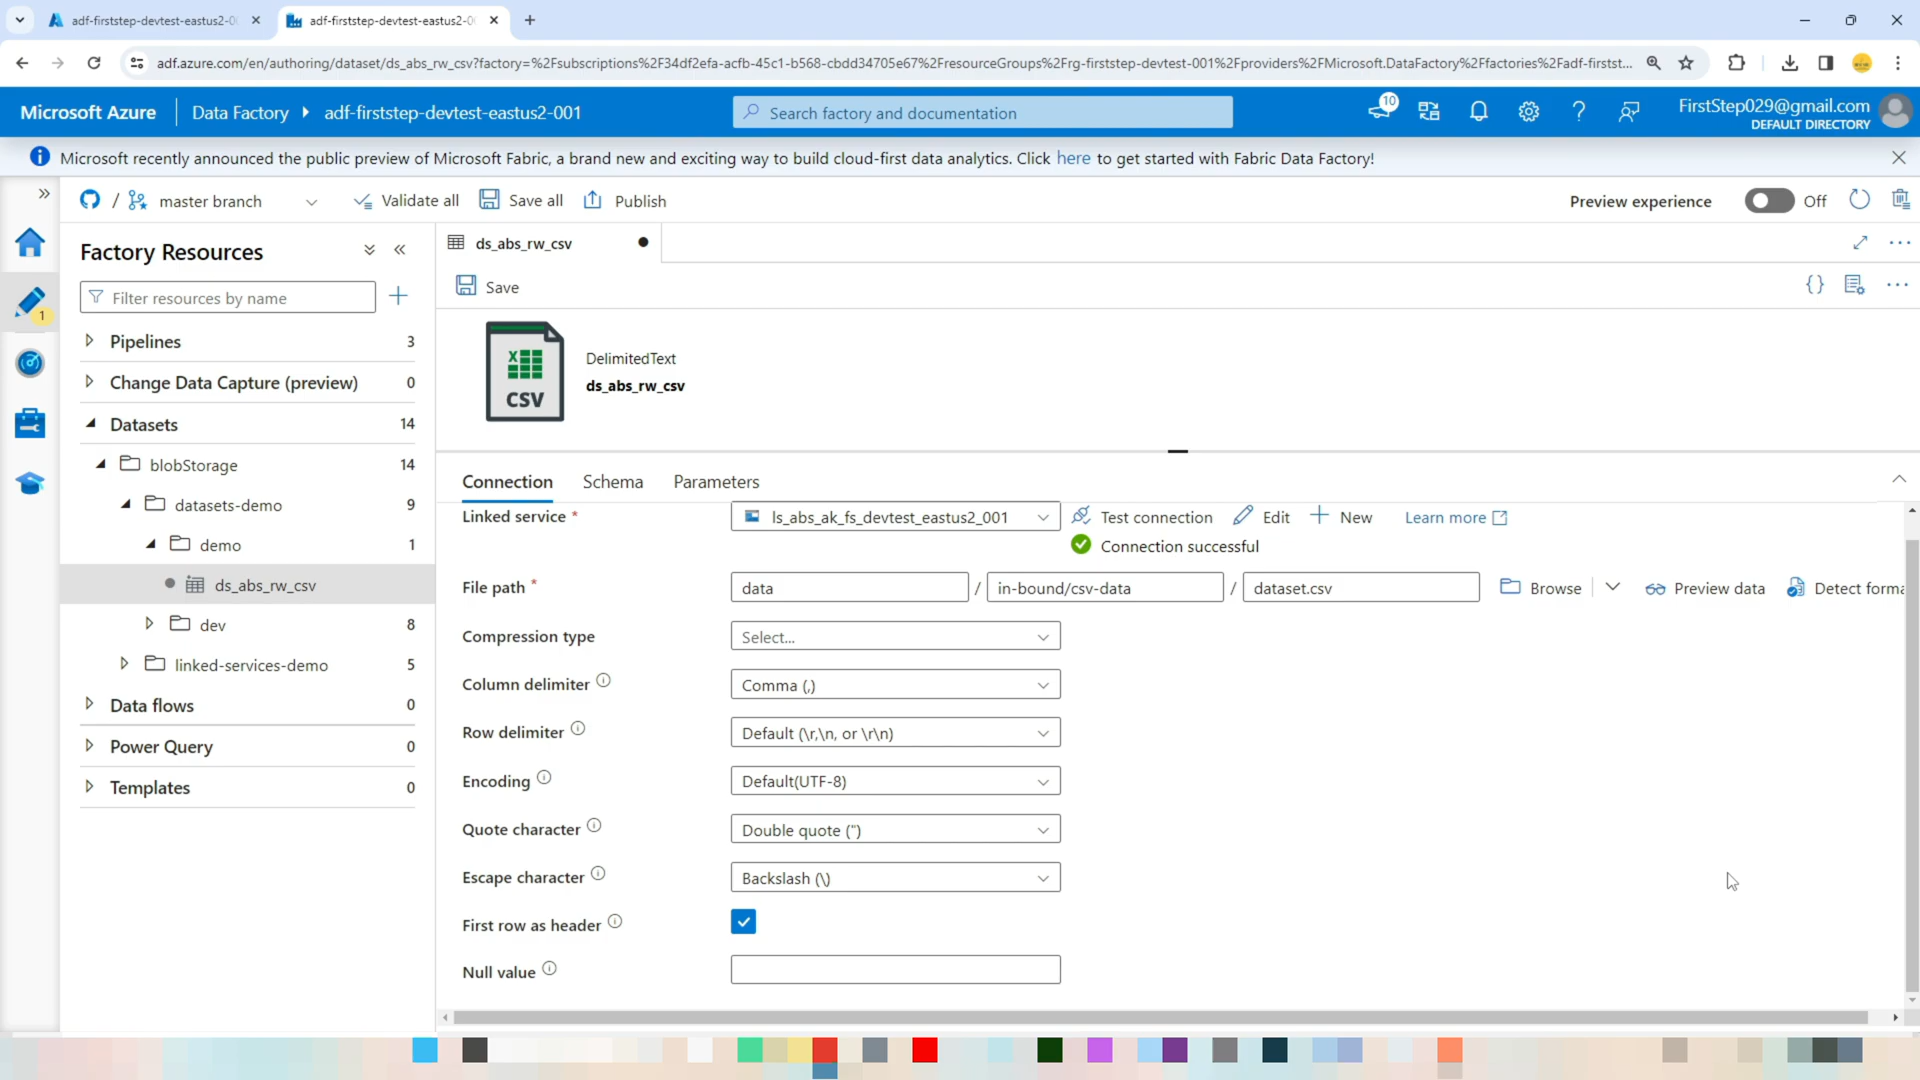 adf-firststep-devtest-eastus2-0
adf-firststep-devtest-eastus2-0
adf.azure.com/en/authoring/dataset/ds_abs_rw_csv?factory=%2Fsubscriptions%2F34df2efa-acfb-45c1-b568-cbdd34705e67%2FresourceGroups%2Frg-firststep-devtest-001%2Fproviders%2FMicrosoft.DataFactory%2Ffactories%2Fadf-firstst...
Microsoft Azure
Data Factory
adf-firststep-devtest-eastus2-001
Search factory and documentation
10
FirstStep029@gmail.com
DEFAULT DIRECTORY
Microsoft recently announced the public preview of Microsoft Fabric, a brand new and exciting way to build cloud-first data analytics. Click here to get started with Fabric Data Factory!
/ master branch
Validate all
Save all
Publish
Preview experience
Off
1
Factory Resources
Filter resources by name
Pipelines 3
Change Data Capture (preview) 0
Datasets 14
blobStorage 14
datasets-demo 9
demo 1
ds_abs_rw_csv
dev 8
linked-services-demo 5
Data flows 0
Power Query 0
Templates 0
ds_abs_rw_csv
Save
{}
X
CSV
DelimitedText
ds_abs_rw_csv
Connection
Schema
Parameters
Linked service *
ls_abs_ak_fs_devtest_eastus2_001
Test connection
Edit
New
Learn more
Connection successful
File path *
data / in-bound/csv-data / dataset.csv
Browse
Preview data
Detect forma
Compression type
Select...
Column delimiter
Comma (,)
Row delimiter
Default (\r,\n, or \r\n)
Encoding
Default(UTF-8)
Quote character
Double quote (")
Escape character
Backslash (\)
First row as header
Null value